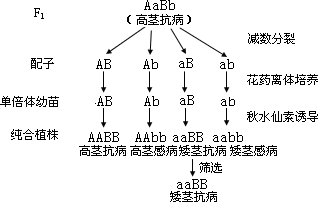 F₁ AaBb
(高茎抗病)
减数分裂
配子 AB Ab aB ab
花药离体培养
单倍体幼苗 AB Ab aB ab
秋水仙素诱导
纯合植株 AABB AAbb aaBB aabb
高茎抗病 高茎感病 矮茎抗病 矮茎感病
筛选
aaBB
矮茎抗病